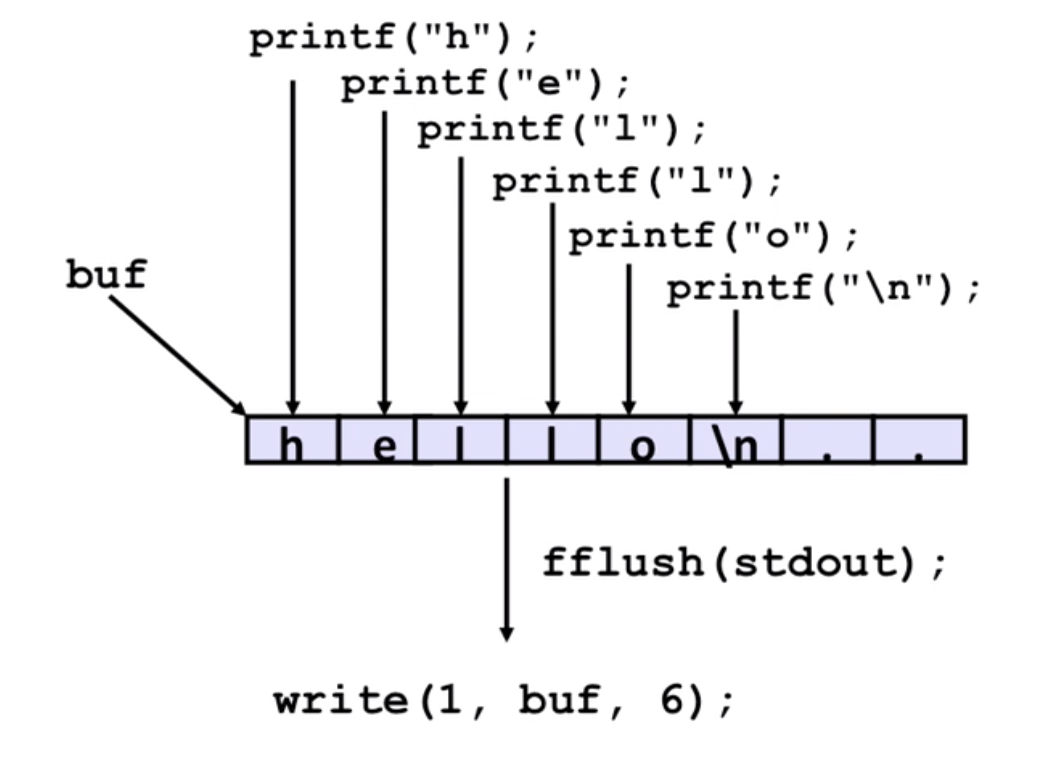 printf("h");
printf("e");
printf("l");
printf("l");
printf("o");
printf("\n");
buf
h e l l o \n . .
fflush(stdout);
write(1, buf, 6);